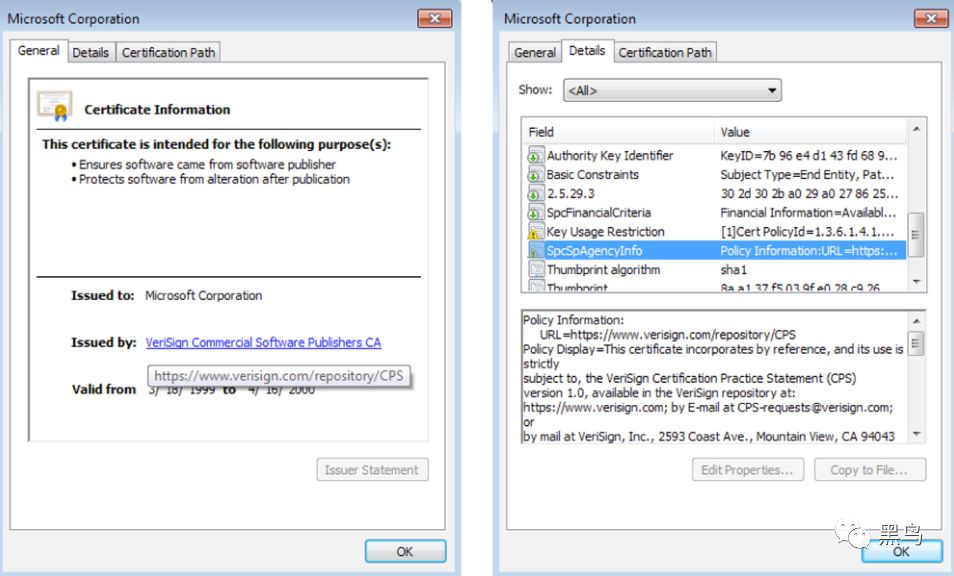 Microsoft Corporation
General Details Certification Path
Certificate Information
This certificate is intended for the following purpose(s):
• Ensures software came from software publisher
• Protects software from alteration after publication
Issued to: Microsoft Corporation
Issued by: VeriSign Commercial Software Publishers CA
https://www.verisign.com/repository/CPS
Valid from 3/ 18/ 1999 to 4/ 16/ 2000
Issuer Statement
OK
Microsoft Corporation
General Details Certification Path
Show: <All>
Field Value
Authority Key Identifier KeyID=7b 96 e4 d1 43 fd 68 9...
Basic Constraints Subject Type=End Entity, Pat...
2.5.29.3 30 2d 30 2b a0 29 a0 27 86 25...
SpcFinancialCriteria Financial Information=Availabl...
Key Usage Restriction [1]Cert PolicyId=1.3.6.1.4.1....
SpcSpAgencyInfo Policy Information:URL=https:...
Thumbprint algorithm sha1
Thumbprint 8a a1 37 f5 03 9f e0 28 c9 26
Policy Information:
URL=https://www.verisign.com/repository/CPS
Policy Display=This certificate incorporates by reference, and its use is
strictly
subject to, the VeriSign Certification Practice Statement (CPS)
version 1.0, available in the VeriSign repository at:
https://www.verisign.com; by E-mail at CPS-requests@verisign.com;
or
by mail at VeriSign, Inc., 2593 Coast Ave., Mountain View, CA 94043
Edit Properties... Copy to File...
黑鸟
OK